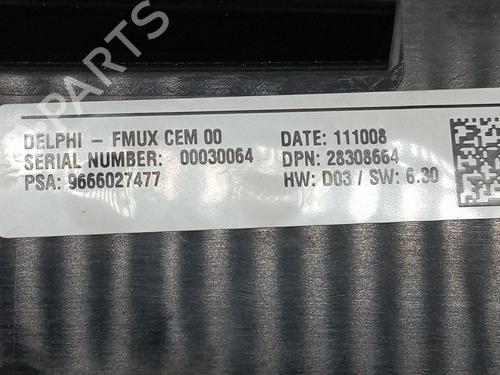 PARTS
DELPHI - FMUX CEM 00 DATE: 111008
SERIAL NUMBER: 00030064 DPN: 28308664
PSA: 9666027477 HW: D03 / SW: 6.30